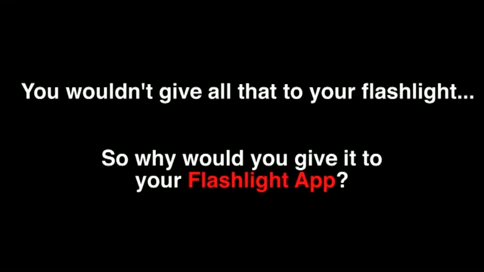 You wouldn't give all that to your flashlight...
So why would you give it to
your Flashlight App?